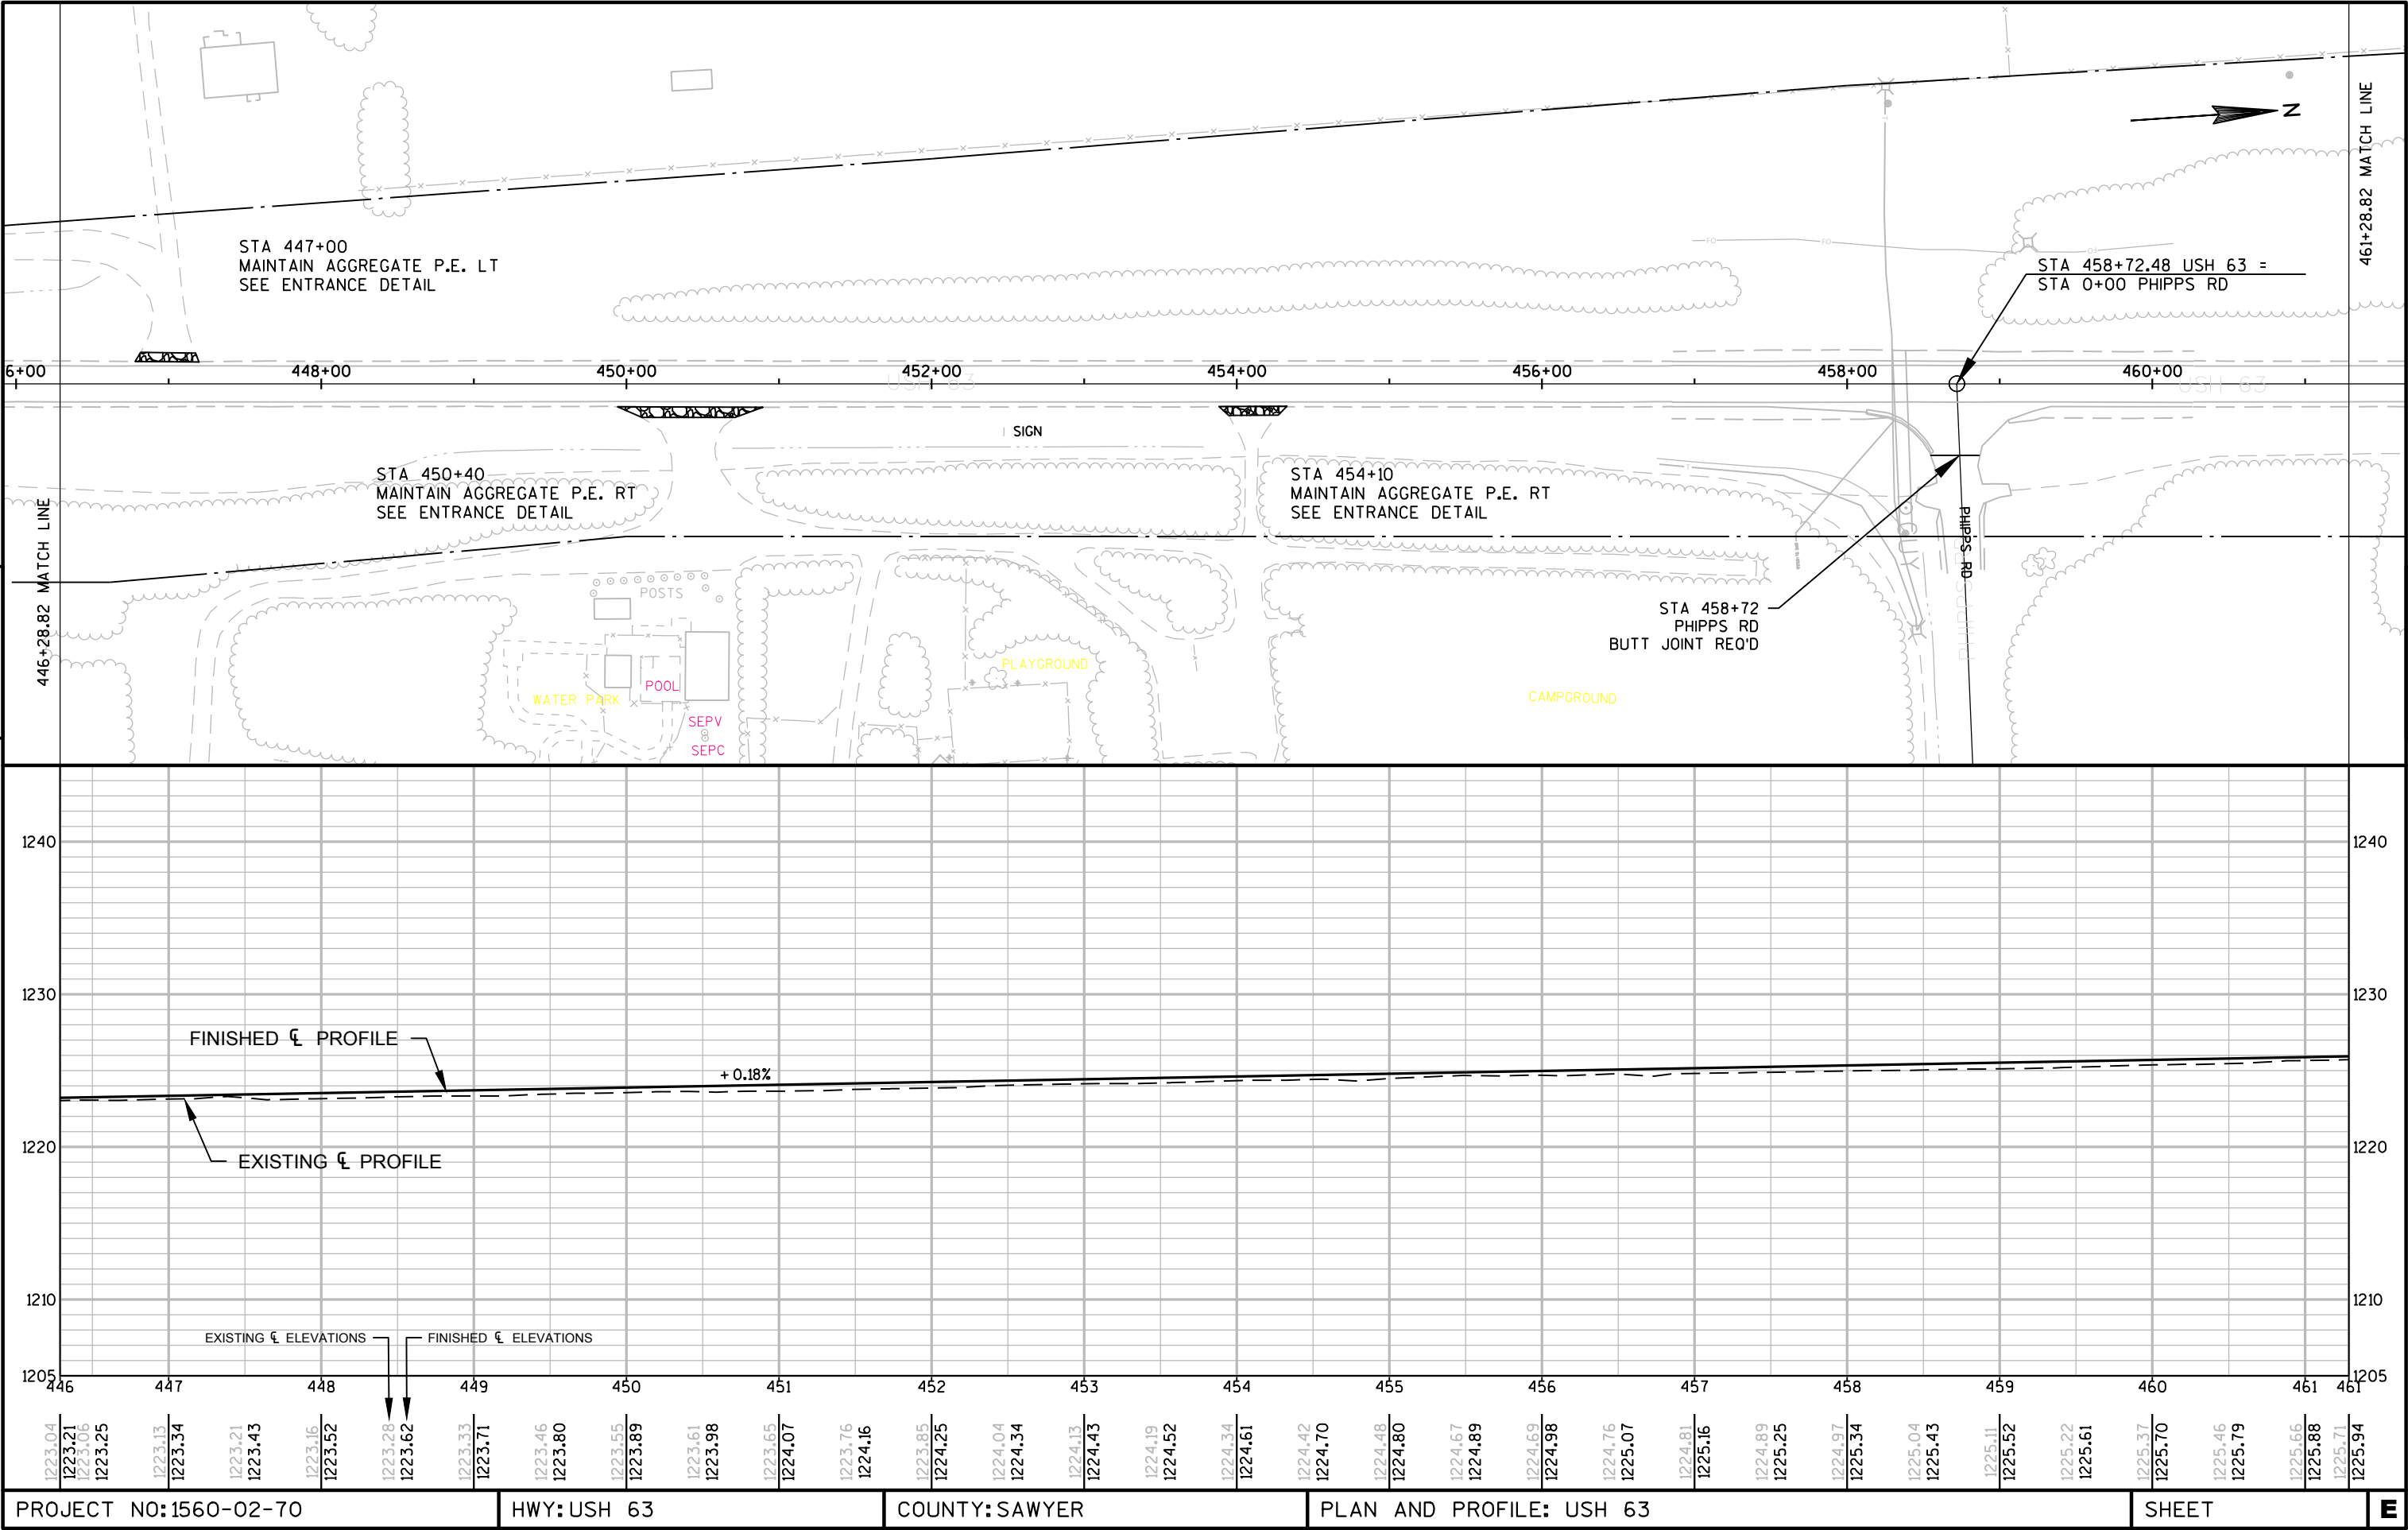 STA 447+00
MAINTAIN AGGREGATE P.E. LT
SEE ENTRANCE DETAIL
N
461+28.82 MATCH LINE
STA 458+72.48 USH 63 =
STA 0+00 PHIPPS RD
FO
FO
6+00
448+00
450+00
452+00
454+00
456+00
458+00
460+00
USH 63
USH 63
SIGN
STA 450+40
MAINTAIN AGGREGATE P.E. RT
SEE ENTRANCE DETAIL
STA 454+10
MAINTAIN AGGREGATE P.E. RT
SEE ENTRANCE DETAIL
446+28.82 MATCH LINE
PHIPPS RD
POSTS
STA 458+72
PHIPPS RD
BUTT JOINT REQ'D
PLAYGROUND
POOL
WATER PARK
CAMPGROUND
SEPV
SEPC
1240
1240
1230
1230
FINISHED ℄ PROFILE
+0.18%
1220
1220
EXISTING ℄ PROFILE
1210
1210
EXISTING ℄ ELEVATIONS
FINISHED ℄ ELEVATIONS
1205
1205
446 447 448 449 450 451 452 453 454 455 456 457 458 459 460 461 461
1223.04 1223.21
1223.06 1223.25
1223.13 1223.34
1223.21 1223.43
1223.16 1223.52
1223.28 1223.62
1223.33 1223.71
1223.46 1223.80
1223.55 1223.89
1223.61 1223.98
1223.65 1224.07
1223.76 1224.16
1223.85 1224.25
1224.04 1224.34
1224.13 1224.43
1224.19 1224.52
1224.34 1224.61
1224.42 1224.70
1224.48 1224.80
1224.67 1224.89
1224.69 1224.98
1224.76 1225.07
1224.81 1225.16
1224.89 1225.25
1224.97 1225.34
1225.04 1225.43
1225.11 1225.52
1225.22 1225.61
1225.37 1225.70
1225.46 1225.79
1225.66 1225.88
1225.71 1225.94
PROJECT NO:1560-02-70
HWY:USH 63
COUNTY:SAWYER
PLAN AND PROFILE: USH 63
SHEET
E